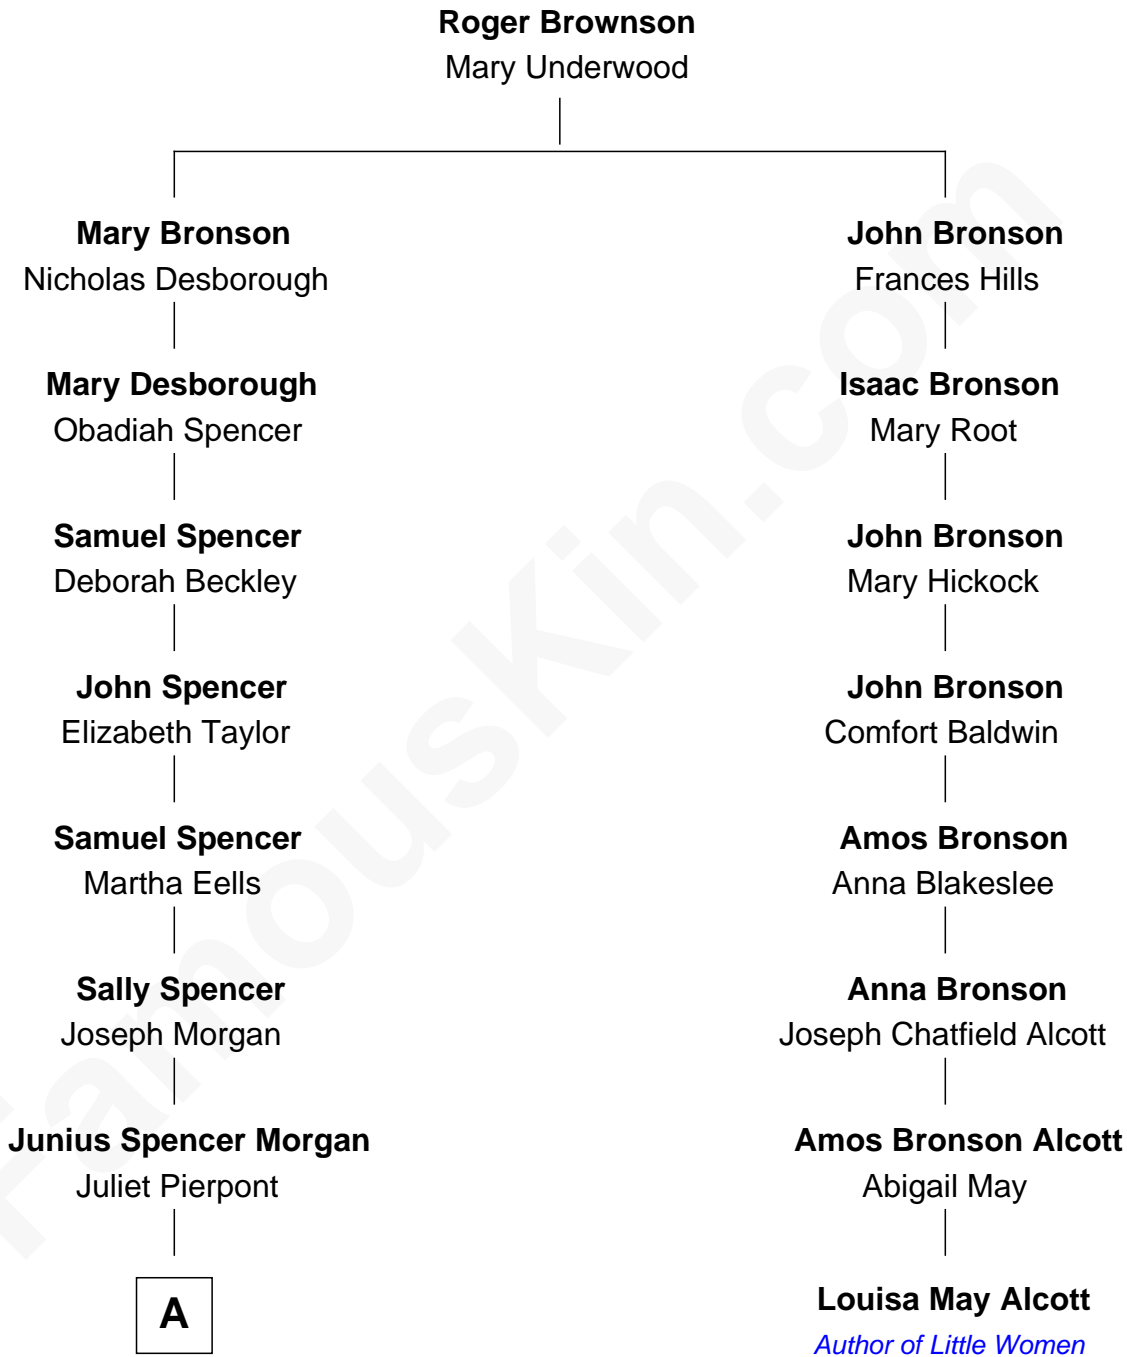 Roger Brownson
Mary Underwood
Mary Bronson
Nicholas Desborough
John Bronson
Frances Hills
Mary Desborough
Obadiah Spencer
Isaac Bronson
Mary Root
Samuel Spencer
Deborah Beckley
John Bronson
Mary Hickock
John Spencer
Elizabeth Taylor
John Bronson
Comfort Baldwin
Samuel Spencer
Martha Eells
Amos Bronson
Anna Blakeslee
Sally Spencer
Joseph Morgan
Anna Bronson
Joseph Chatfield Alcott
Junius Spencer Morgan
Juliet Pierpont
Amos Bronson Alcott
Abigail May
A
Louisa May Alcott
Author of Little Women
FamousKin.com